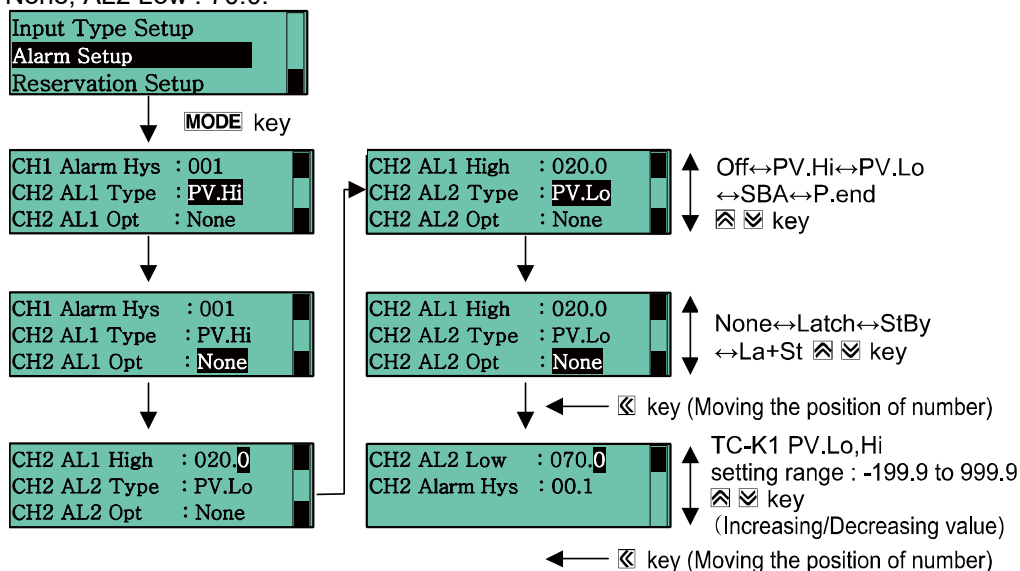 None, AL2 Low : 70.0.
Input Type Setup
Alarm Setup
Reservation Setup
MODE key
CH1 Alarm Hys : 001
CH2 AL1 Type : PV.Hi
CH2 AL1 Opt : None
CH1 Alarm Hys : 001
CH2 AL1 Type : PV.Hi
CH2 AL1 Opt : None
CH2 AL1 High : 020.0
CH2 AL2 Type : PV.Lo
CH2 AL2 Opt : None
CH2 AL1 High : 020.0
CH2 AL2 Type : PV.Lo
CH2 AL2 Opt : None
Off↔PV.Hi↔PV.Lo
↔SBA↔P.end
key
CH2 AL1 High : 020.0
CH2 AL2 Type : PV.Lo
CH2 AL2 Opt : None
None↔Latch↔StBy
↔La+St key
key (Moving the position of number)
CH2 AL2 Low : 070.0
CH2 Alarm Hys : 00.1
TC-K1 PV.Lo,Hi
setting range : -199.9 to 999.9
key
(Increasing/Decreasing value)
key (Moving the position of number)